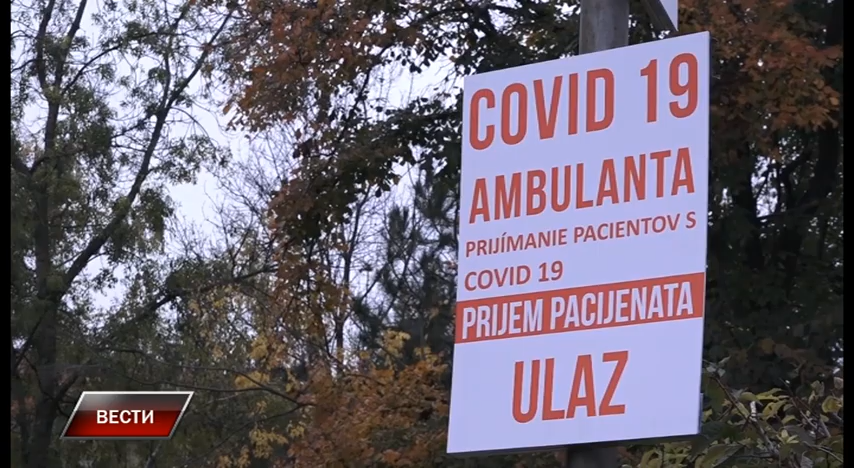 COVID 19
AMBULANTA
PRIJÍMANIE PACIENTOV S
COVID 19
PRIJEM PACIJENATA
ULAZ
ВЕСТИ